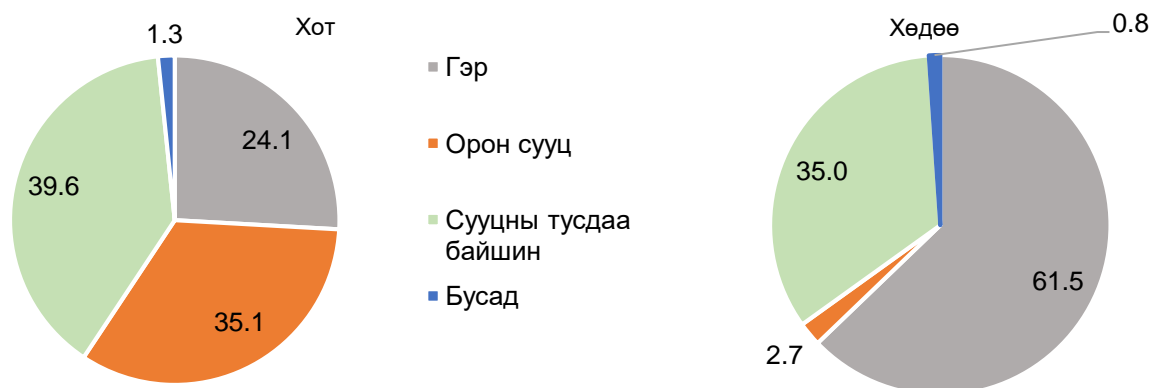 Хот
1.3
24.1
39.6
35.1
Гэр
Орон сууц
Сууцны тусдаа
байшин
Бусад
Хөдөө
0.8
35.0
61.5
2.7